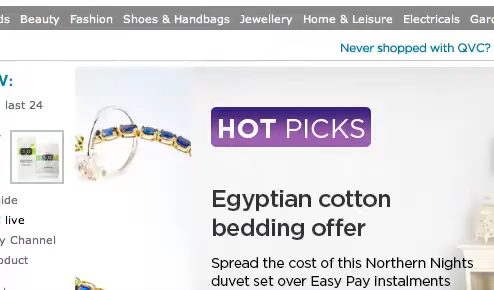 Beauty Fashion Shoes & Handbags Jewellery Home & Leisure Electricals
Never shopped with QVC?
last 24
live
Channel
HOT PICKS
Egyptian cotton
bedding offer
Spread the cost of this Northern Nights
duvet set over Easy Pay instalments